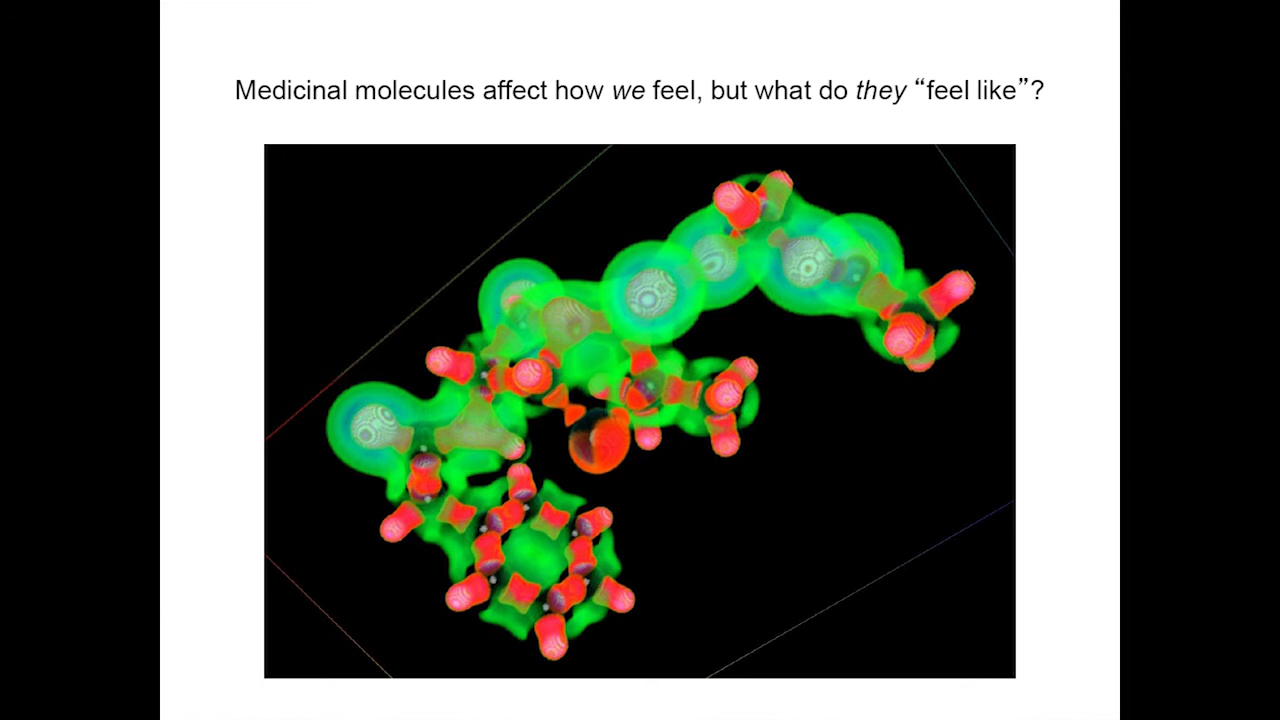 Medicinal molecules affect how we feel, but what do they “feel like”?